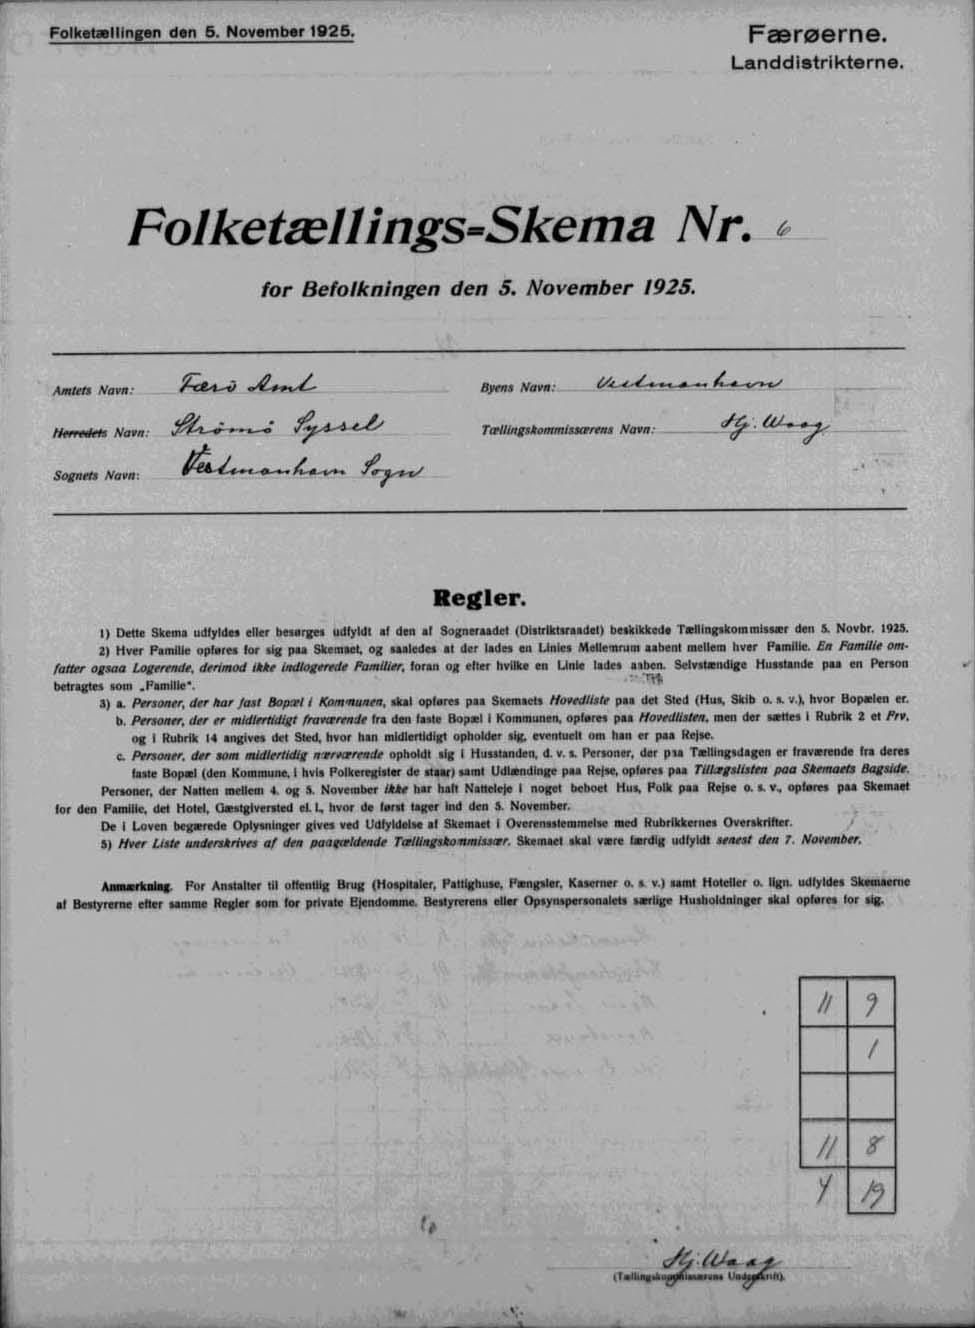 Folketællingen den 5. November 1925.
Færøerne.
Landdistrikterne.
Folketællings=Skema Nr. 6
for Befolkningen den 5. November 1925.
Amtets Navn: Færö Amt
Byens Navn: Vestmanhavn
Herredets Navn: Strömö Syssel
Tællingskommissærens Navn: Hj. Waag
Sognets Navn: Vestmanhavn Sogn
Regler.
1) Dette Skema udfyldes eller besørges udfyldt af den af Sogneraadet (Distriktsraadet) beskikkede Tællingskommissær den 5. Novbr. 1925.
2) Hver Familie opføres for sig paa Skemaet, og saaledes at der lades en Linies Mellemrum aabent mellem hver Familie. En Familie om-
fatter ogsaa Logerende, derimod ikke indlogerede Familier, foran og efter hvilke en Linie lades aaben. Selvstændige Husstande paa en Person
betragtes som „Familie".
3) a. Personer, der har fast Bopæl i Kommunen, skal opføres paa Skemaets Hovedliste paa det Sted (Hus, Skib o. s. v.), hvor Bopælen er.
b. Personer, der er midlertidigt fraværende fra den faste Bopæl i Kommunen, opføres paa Hovedlisten, men der sættes i Rubrik 2 et Frv,
og i Rubrik 14 angives det Sted, hvor han midlertidigt opholder sig, eventuelt om han er paa Rejse.
c. Personer, der som midlertidig nærværende opholdt sig i Husstanden, d. v. s. Personer, der paa Tællingsdagen er fraværende fra deres
faste Bopæl (den Kommune, i hvis Folkeregister de staar) samt Udlændinge paa Rejse, opføres paa Tillægslisten paa Skemaets Bagside.
Personer, der Natten mellem 4. og 5. November ikke har haft Natteleje i noget beboet Hus, Folk paa Rejse o. s. v., opføres paa Skemaet
for den Familie, det Hotel, Gæstgiversted el. l., hvor de først tager ind den 5. November.
De i Loven begærede Oplysninger gives ved Udfyldelse af Skemaet i Overensstemmelse med Rubrikkernes Overskrifter.
5) Hver Liste underskrives af den paagældende Tællingskommissær. Skemaet skal være færdig udfyldt senest den 7. November.
Anmærkning. For Anstalter til offentlig Brug (Hospitaler, Fattighuse, Fængsler, Kaserner o. s. v.) samt Hoteller o. lign. udfyldes Skemaerne
af Bestyrerne efter samme Regler som for private Ejendomme. Bestyrerens eller Opsynspersonalets særlige Husholdninger skal opføres for sig.
11 9
1
11 8
Y 19
Hj. Waag
(Tællingskommissærens Underskrift).